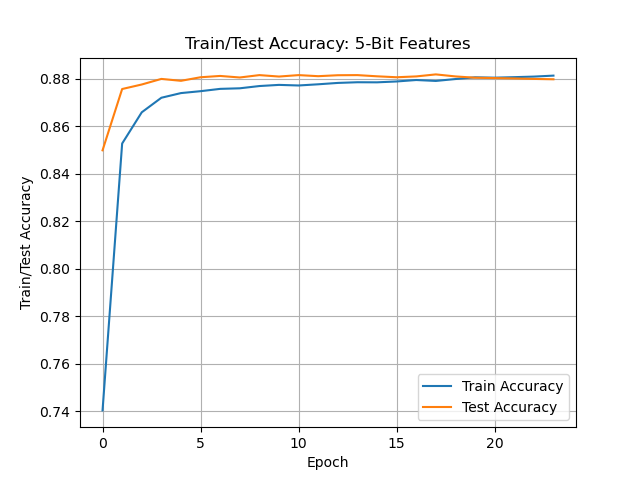 Train/Test Accuracy: 5-Bit Features
Train/Test Accuracy
0.88
0.86
0.84
0.82
0.80
0.78
0.76
0.74
0
5
10
15
20
Epoch
Train Accuracy
Test Accuracy